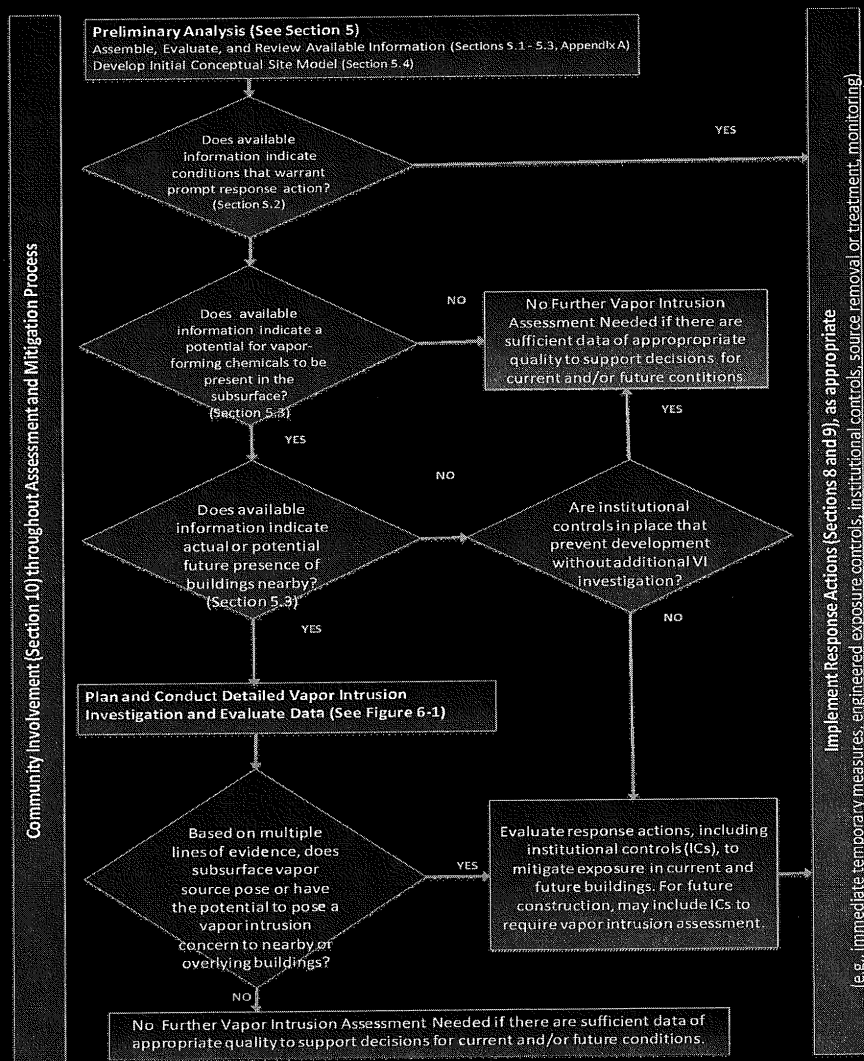 Preliminary Analysis (See Section 5)
Assemble, Evaluate, and Review Available Information (Sections 5.1 - 5.3, Appendix A)
Develop Initial Conceptual Site Model (Section 5.4)
Does available
information indicate
conditions that warrant
prompt response action?
(Section 5.2)
YES
Does available
information indicate a
potential for vapor-
forming chemicals to be
present in the
subsurface?
(Section 5.3)
NO
No Further Vapor Intrusion
Assessment Needed if there are
sufficient data of appropropriate
quality to support decisions for
current and/or future contitions
YES
YES
Does available
information indicate
actual or potential
future presence of
buildings nearby?
(Section 5.3)
NO
Are institutional
controls in place that
prevent development
without additional VI
investigation?
YES
NO
Plan and Conduct Detailed Vapor Intrusion
Investigation and Evaluate Data (See Figure 6-1)
Based on multiple
lines of evidence, does
subsurface vapor
source pose or have
the potential to pose a
vapor intrusion
concern to nearby or
overlying buildings?
YES
Evaluate response actions, including
institutional controls (ICs), to
mitigate exposure in current and
future buildings. For future
construction, may include ICs to
require vapor intrusion assessment.
NO
No Further Vapor Intrusion Assessment Needed if there are sufficient data of
appropriate quality to support decisions for current and/or future conditions.
Community Involvement (Section 10) throughout Assessment and Mitigation Process
Implement Response Actions (Sections 8 and 9), as appropriate
(e.g., immediate temporary measures, engineered exposure controls, institutional controls, source removal or treatment, monitoring)